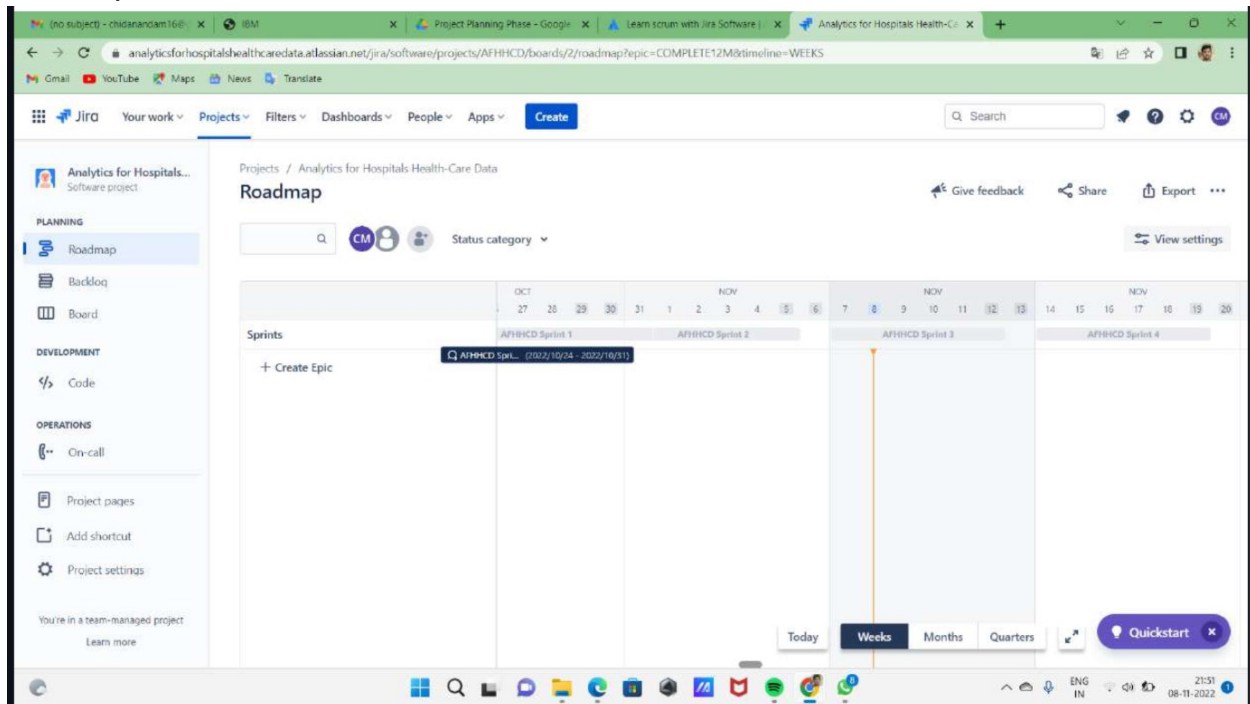 (no subject) - chidanandam16@
IBM
Project Planning Phase - Google
Learn scrum with Jira Software |
Analytics for Hospitals Health-Ca
analyticsforhospitalshealthcaredata.atlassian.net/jira/software/projects/AFHHCD/boards/2/roadmap?epic=COMPLETE12M&timeline=WEEKS
Gmail YouTube Maps News Translate
Jira Your work Projects Filters Dashboards People Apps Create
Search
CM
Analytics for Hospitals...
Software project
PLANNING
Roadmap
Backlog
Board
DEVELOPMENT
Code
OPERATIONS
On-call
Project pages
Add shortcut
Project settings
You're in a team-managed project
Learn more
Projects / Analytics for Hospitals Health-Care Data
Roadmap
Give feedback Share Export
CM Status category
View settings
OCT NOV NOV NOV
27 28 29 30 31 1 2 3 4 5 6 7 8 9 10 11 12 13 14 15 16 17 18 19 20
Sprints AFHHCD Sprint 1 AFHHCD Sprint 2 AFHHCD Sprint 3 AFHHCD Sprint 4
AFHHCD Spri... (2022/10/24 - 2022/10/31)
+ Create Epic
Today Weeks Months Quarters
Quickstart
ENG
IN
21:51
08-11-2022